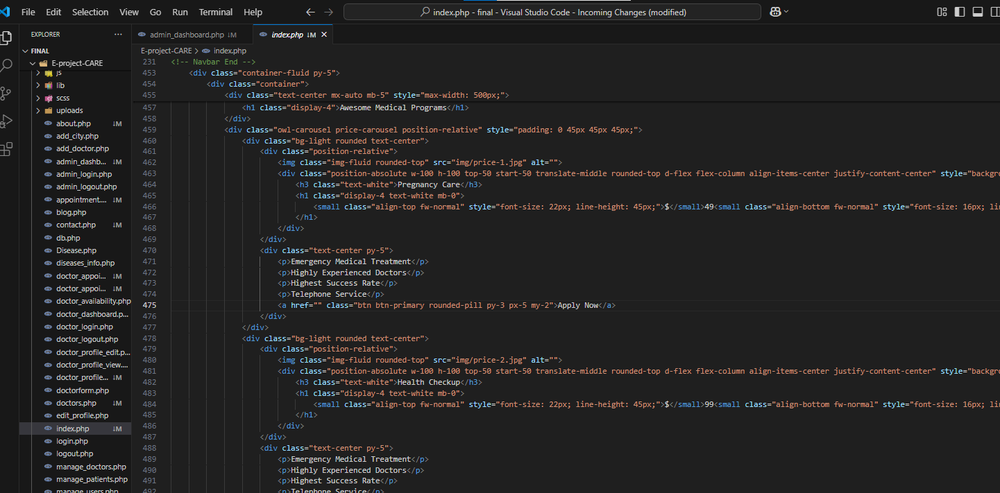 File Edit Selection View Go Run Terminal Help
index.php - final - Visual Studio Code - Incoming Changes (modified)
EXPLORER
FINAL
E-project-CARE
js
lib
scss
uploads
about.php ↓M
add_city.php
add_doctor.php
admin_dashb... ↓M
admin_login.php
admin_logout.php
appointment.... ↓M
blog.php
contact.php ↓M
db.php
Disease.php
diseases_info.php
doctor_appoi... ↓M
doctor_appoi... ↓M
doctor_availability.php
doctor_dashboard.p...
doctor_login.php
doctor_logout.php
doctor_profile_edit.p...
doctor_profile_view....
doctor_profile... ↓M
doctorform.php
doctors.php ↓M
edit_profile.php
index.php ↓M
login.php
logout.php
manage_doctors.php
manage_patients.php
manage_users.php
admin_dashboard.php ↓M index.php ↓M
E-project-CARE > index.php
231 <!-- Navbar End -->
453 <div class="container-fluid py-5">
454 <div class="container">
455 <div class="text-center mx-auto mb-5" style="max-width: 500px;">
457 <h1 class="display-4">Awesome Medical Programs</h1>
458 </div>
459 <div class="owl-carousel price-carousel position-relative" style="padding: 0 45px 45px 45px;">
460 <div class="bg-light rounded text-center">
461 <div class="position-relative">
462 <img class="img-fluid rounded-top" src="img/price-1.jpg" alt="">
463 <div class="position-absolute w-100 h-100 top-50 start-50 translate-middle rounded-top d-flex flex-column align-items-center justify-content-center" style="backgro
464 <h3 class="text-white">Pregnancy Care</h3>
465 <h1 class="display-4 text-white mb-0">
466 <small class="align-top fw-normal" style="font-size: 22px; line-height: 45px;">$</small>49<small class="align-bottom fw-normal" style="font-size: 16px; lin
467 </h1>
468 </div>
469 </div>
470 <div class="text-center py-5">
471 <p>Emergency Medical Treatment</p>
472 <p>Highly Experienced Doctors</p>
473 <p>Highest Success Rate</p>
474 <p>Telephone Service</p>
475 <a href="" class="btn btn-primary rounded-pill py-3 px-5 my-2">Apply Now</a>
476 </div>
477 </div>
478 <div class="bg-light rounded text-center">
479 <div class="position-relative">
480 <img class="img-fluid rounded-top" src="img/price-2.jpg" alt="">
481 <div class="position-absolute w-100 h-100 top-50 start-50 translate-middle rounded-top d-flex flex-column align-items-center justify-content-center" style="backgro
482 <h3 class="text-white">Health Checkup</h3>
483 <h1 class="display-4 text-white mb-0">
484 <small class="align-top fw-normal" style="font-size: 22px; line-height: 45px;">$</small>99<small class="align-bottom fw-normal" style="font-size: 16px; lin
485 </h1>
486 </div>
487 </div>
488 <div class="text-center py-5">
489 <p>Emergency Medical Treatment</p>
490 <p>Highly Experienced Doctors</p>
491 <p>Highest Success Rate</p>
492 <p>Telephone Service</p>